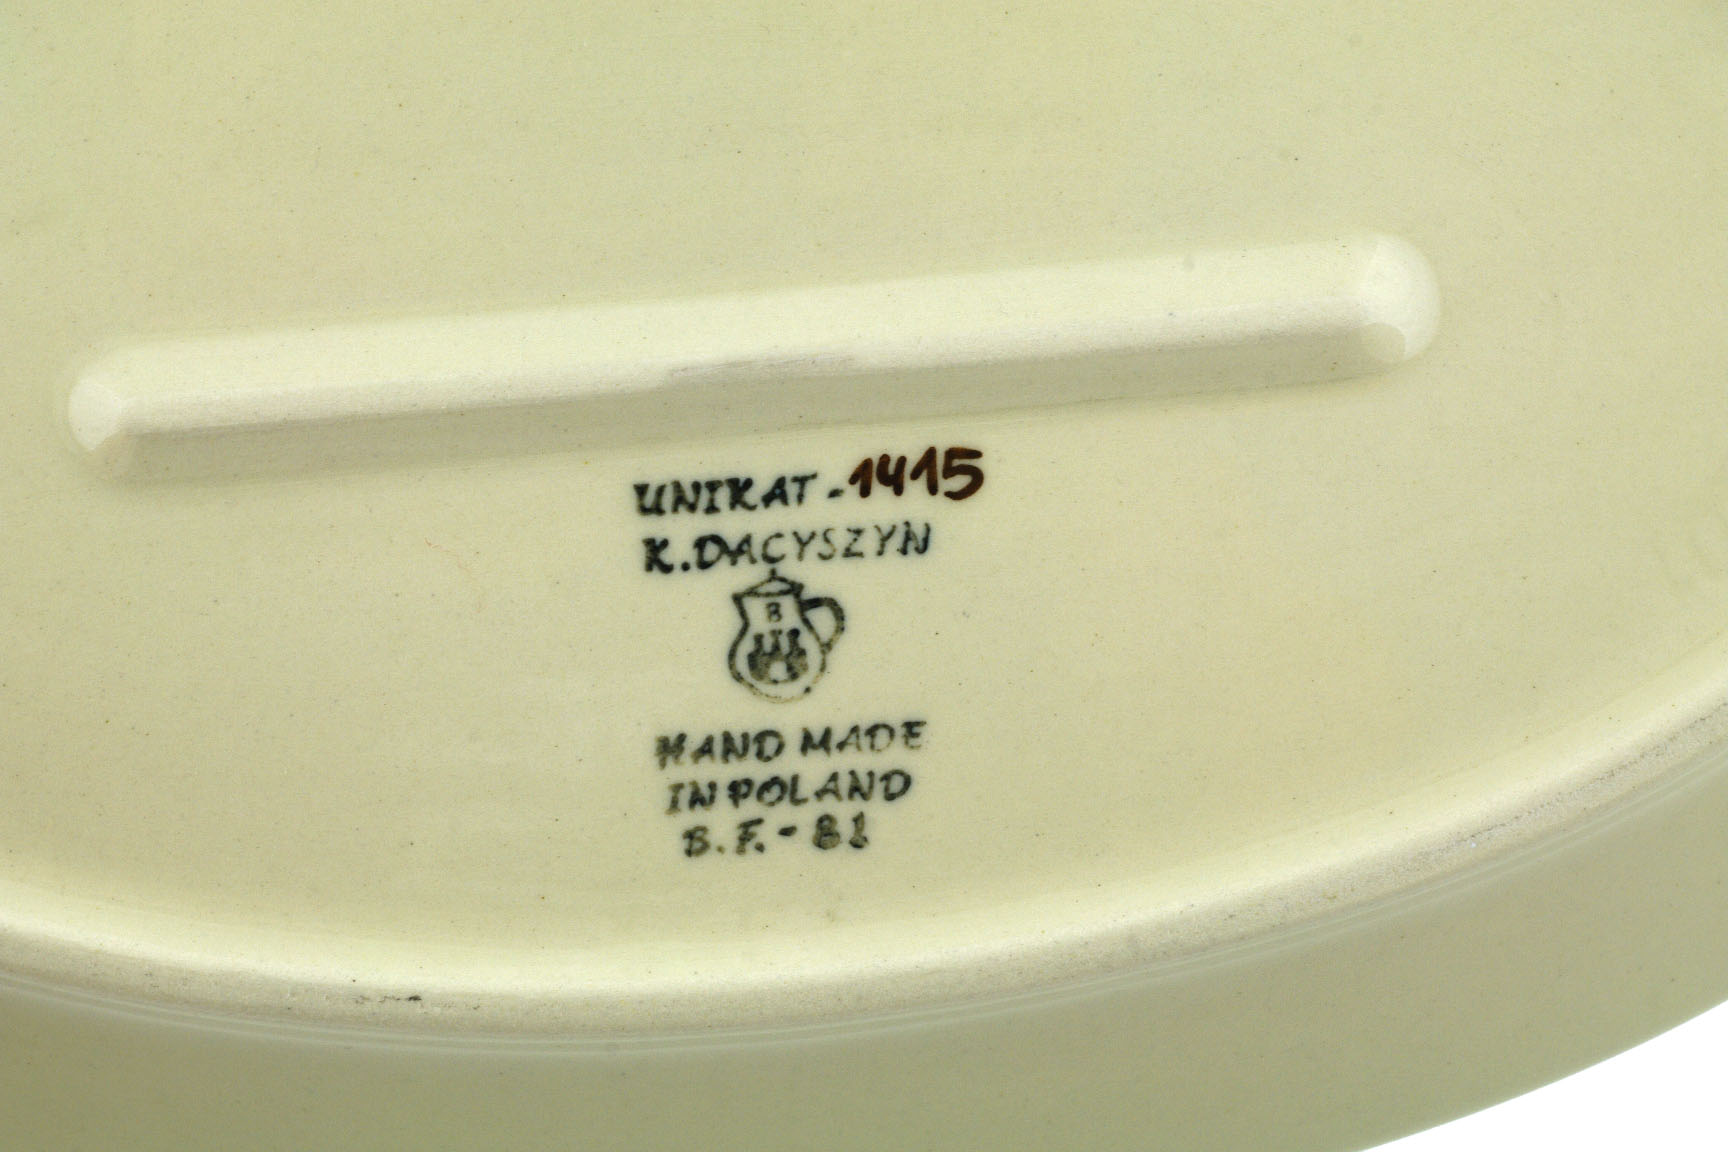 UNIKAT-1415
K.DACYSZYN
B
HAND MADE
IN POLAND
B.F.-81